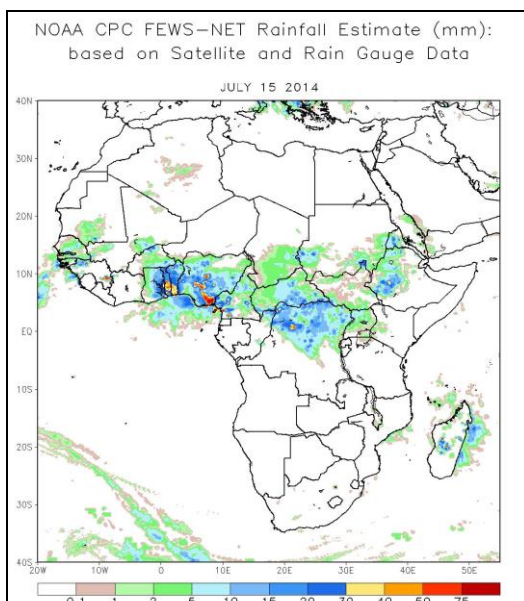 NOAA CPC FEWS-NET Rainfall Estimate (mm):
based on Satellite and Rain Gauge Data
JULY 15 2014
40N
30N
20N
10N
EQ
10S
20S
30S
40S
20W 10W 0 10E 20E 30E 40E 50E
0.1 1 2 5 10 15 20 30 40 50 75